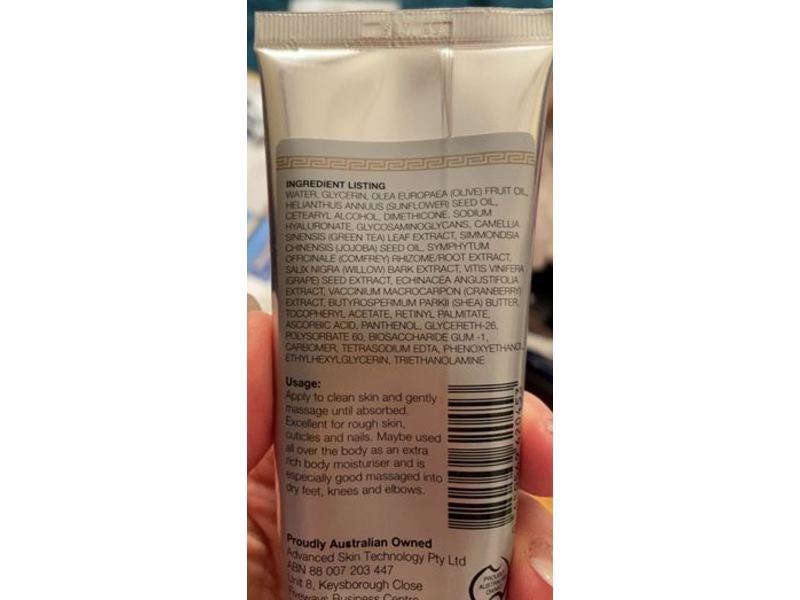 INGREDIENT LISTING
WATER, GLYCERIN, OLEA EUROPAEA (OLIVE) FRUIT OIL,
HELIANTHUS ANNUUS (SUNFLOWER) SEED OIL,
CETEARYL ALCOHOL, DIMETHICONE, SODIUM
HYALURONATE, GLYCOSAMINOGLYCANS, CAMELLIA
SINENSIS (GREEN TEA) LEAF EXTRACT, SIMMONDSIA
CHINENSIS (JOJOBA) SEED OIL, SYMPHYTUM
OFFICINALE (COMFREY) RHIZOME/ROOT EXTRACT,
SALIX NIGRA (WILLOW) BARK EXTRACT, VITIS VINIFERA
(GRAPE) SEED EXTRACT, ECHINACEA ANGUSTIFOLIA
EXTRACT, VACCINIUM MACROCARPON (CRANBERRY)
EXTRACT, BUTYROSPERMUM PARKII (SHEA) BUTTER,
TOCOPHERYL ACETATE, RETINYL PALMITATE,
ASCORBIC ACID, PANTHENOL, GLYCERETH-26,
POLYSORBATE 60, BIOSACCHARIDE GUM -1,
CARBOMER, TETRASODIUM EDTA, PHENOXYETHANOL,
ETHYLHEXYLGLYCERIN, TRIETHANOLAMINE
Usage:
Apply to clean skin and gently
massage until absorbed.
Excellent for rough skin,
cuticles and nails. Maybe used
all over the body as an extra
rich body moisturiser and is
especially good massaged into
dry feet, knees and elbows.
Proudly Australian Owned
Advanced Skin Technology Pty Ltd
ABN 88 007 203 447
Unit 8, Keysborough Close
Fiveways Business Centre
PROUDLY
AUSTRALIAN
OWNED